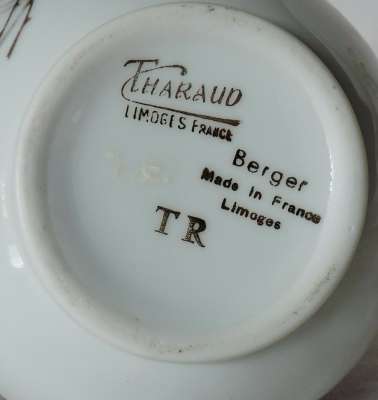 THARAUD
LIMOGES FRANCE
Berger
Made in France
Limoges
TR